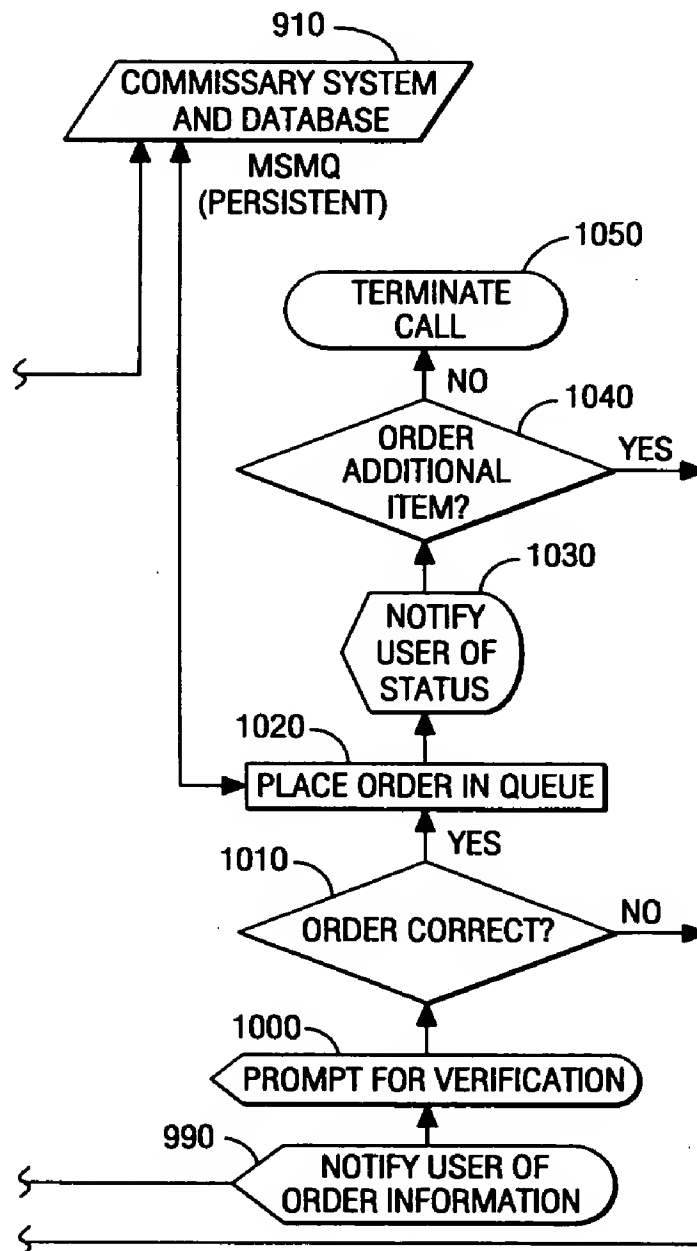 910
COMMISSARY SYSTEM
AND DATABASE
MSMQ
(PERSISTENT)
1050
TERMINATE
CALL
NO
1040
ORDER
ADDITIONAL
ITEM?
YES
1030
NOTIFY
USER OF
STATUS
1020
PLACE ORDER IN QUEUE
YES
1010
ORDER CORRECT?
NO
1000
PROMPT FOR VERIFICATION
990
NOTIFY USER OF
ORDER INFORMATION